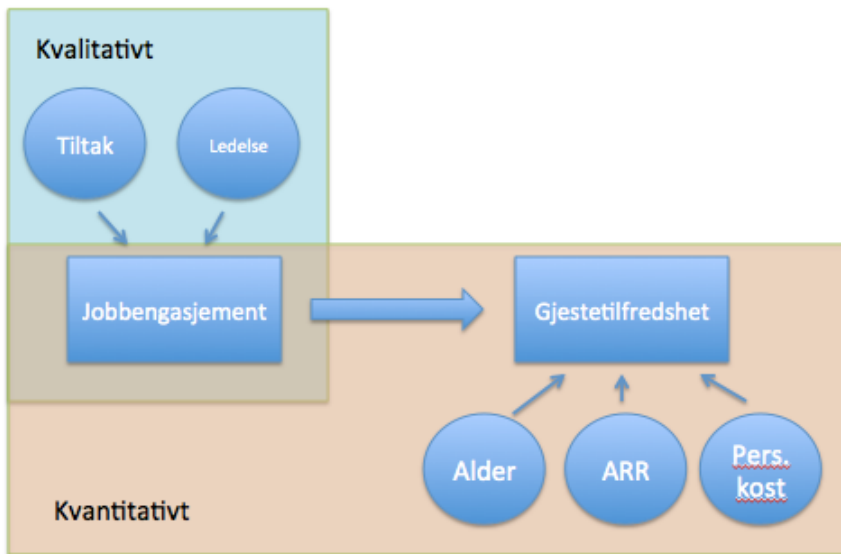 Kvalitativt
Tiltak
Ledelse
Jobbengasjement
Gjestetilfredshet
Alder
ARR
Pers.
kost
Kvantitativt